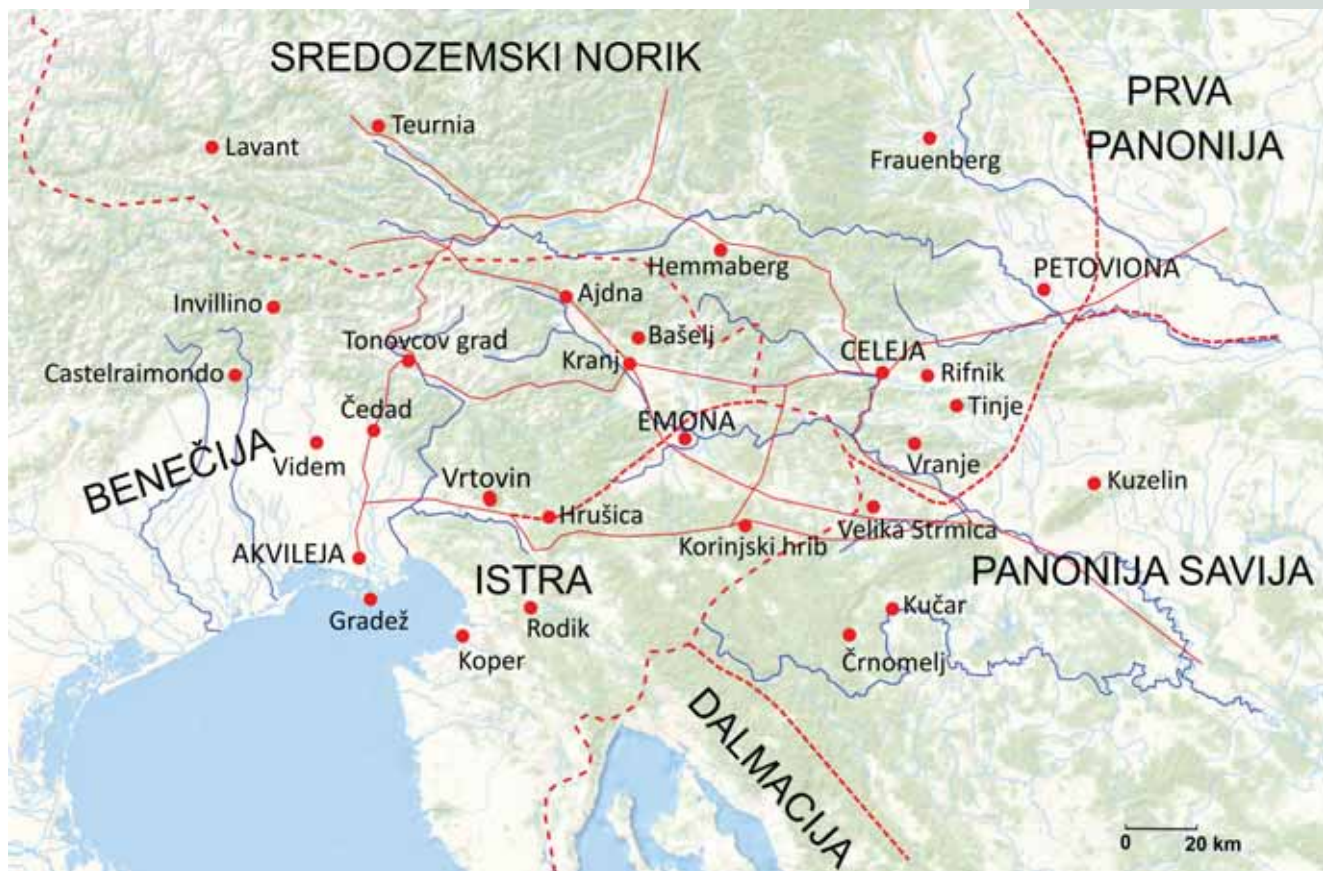 SREDOZEMSKI NORIK
PRVA
PANONIJA
Teurnia
Lavant
Frauenberg
Hemmaberg
PETOVIONA
Ajdna
Invillino
Bašelj
Tonovcov grad
Kranj
CELEJA
Castelraimondo
Rifnik
Čedad
Tinje
EMONA
BENEČIJA
Videm
Vranje
Vrtovin
Kuzelin
Hrušica
Velika Strmica
Korinjski hrib
AKVILEJA
ISTRA
PANONIJA SAVIJA
Gradež
Rodik
Kučar
Koper
Črnomelj
DALMACIJA
0 20 km